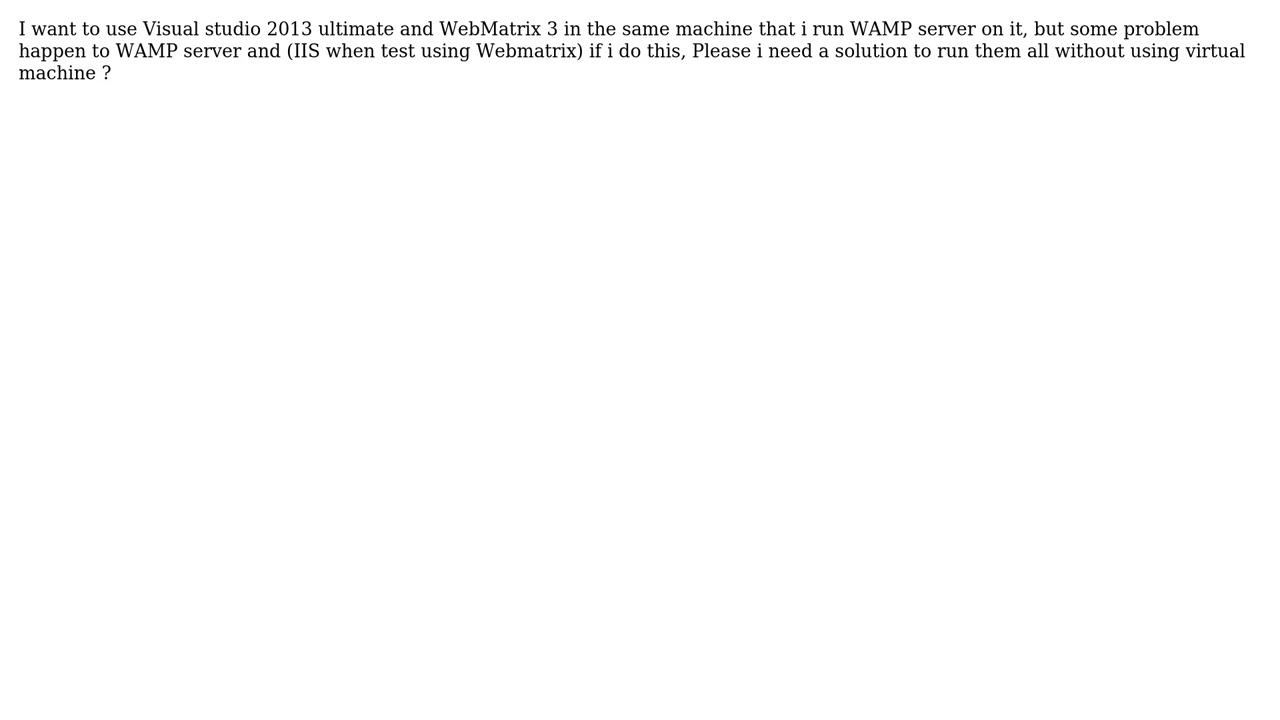 I want to use Visual studio 2013 ultimate and WebMatrix 3 in the same machine that i run WAMP server on it, but some problem
happen to WAMP server and (IIS when test using Webmatrix) if i do this, Please i need a solution to run them all without using virtual
machine ?